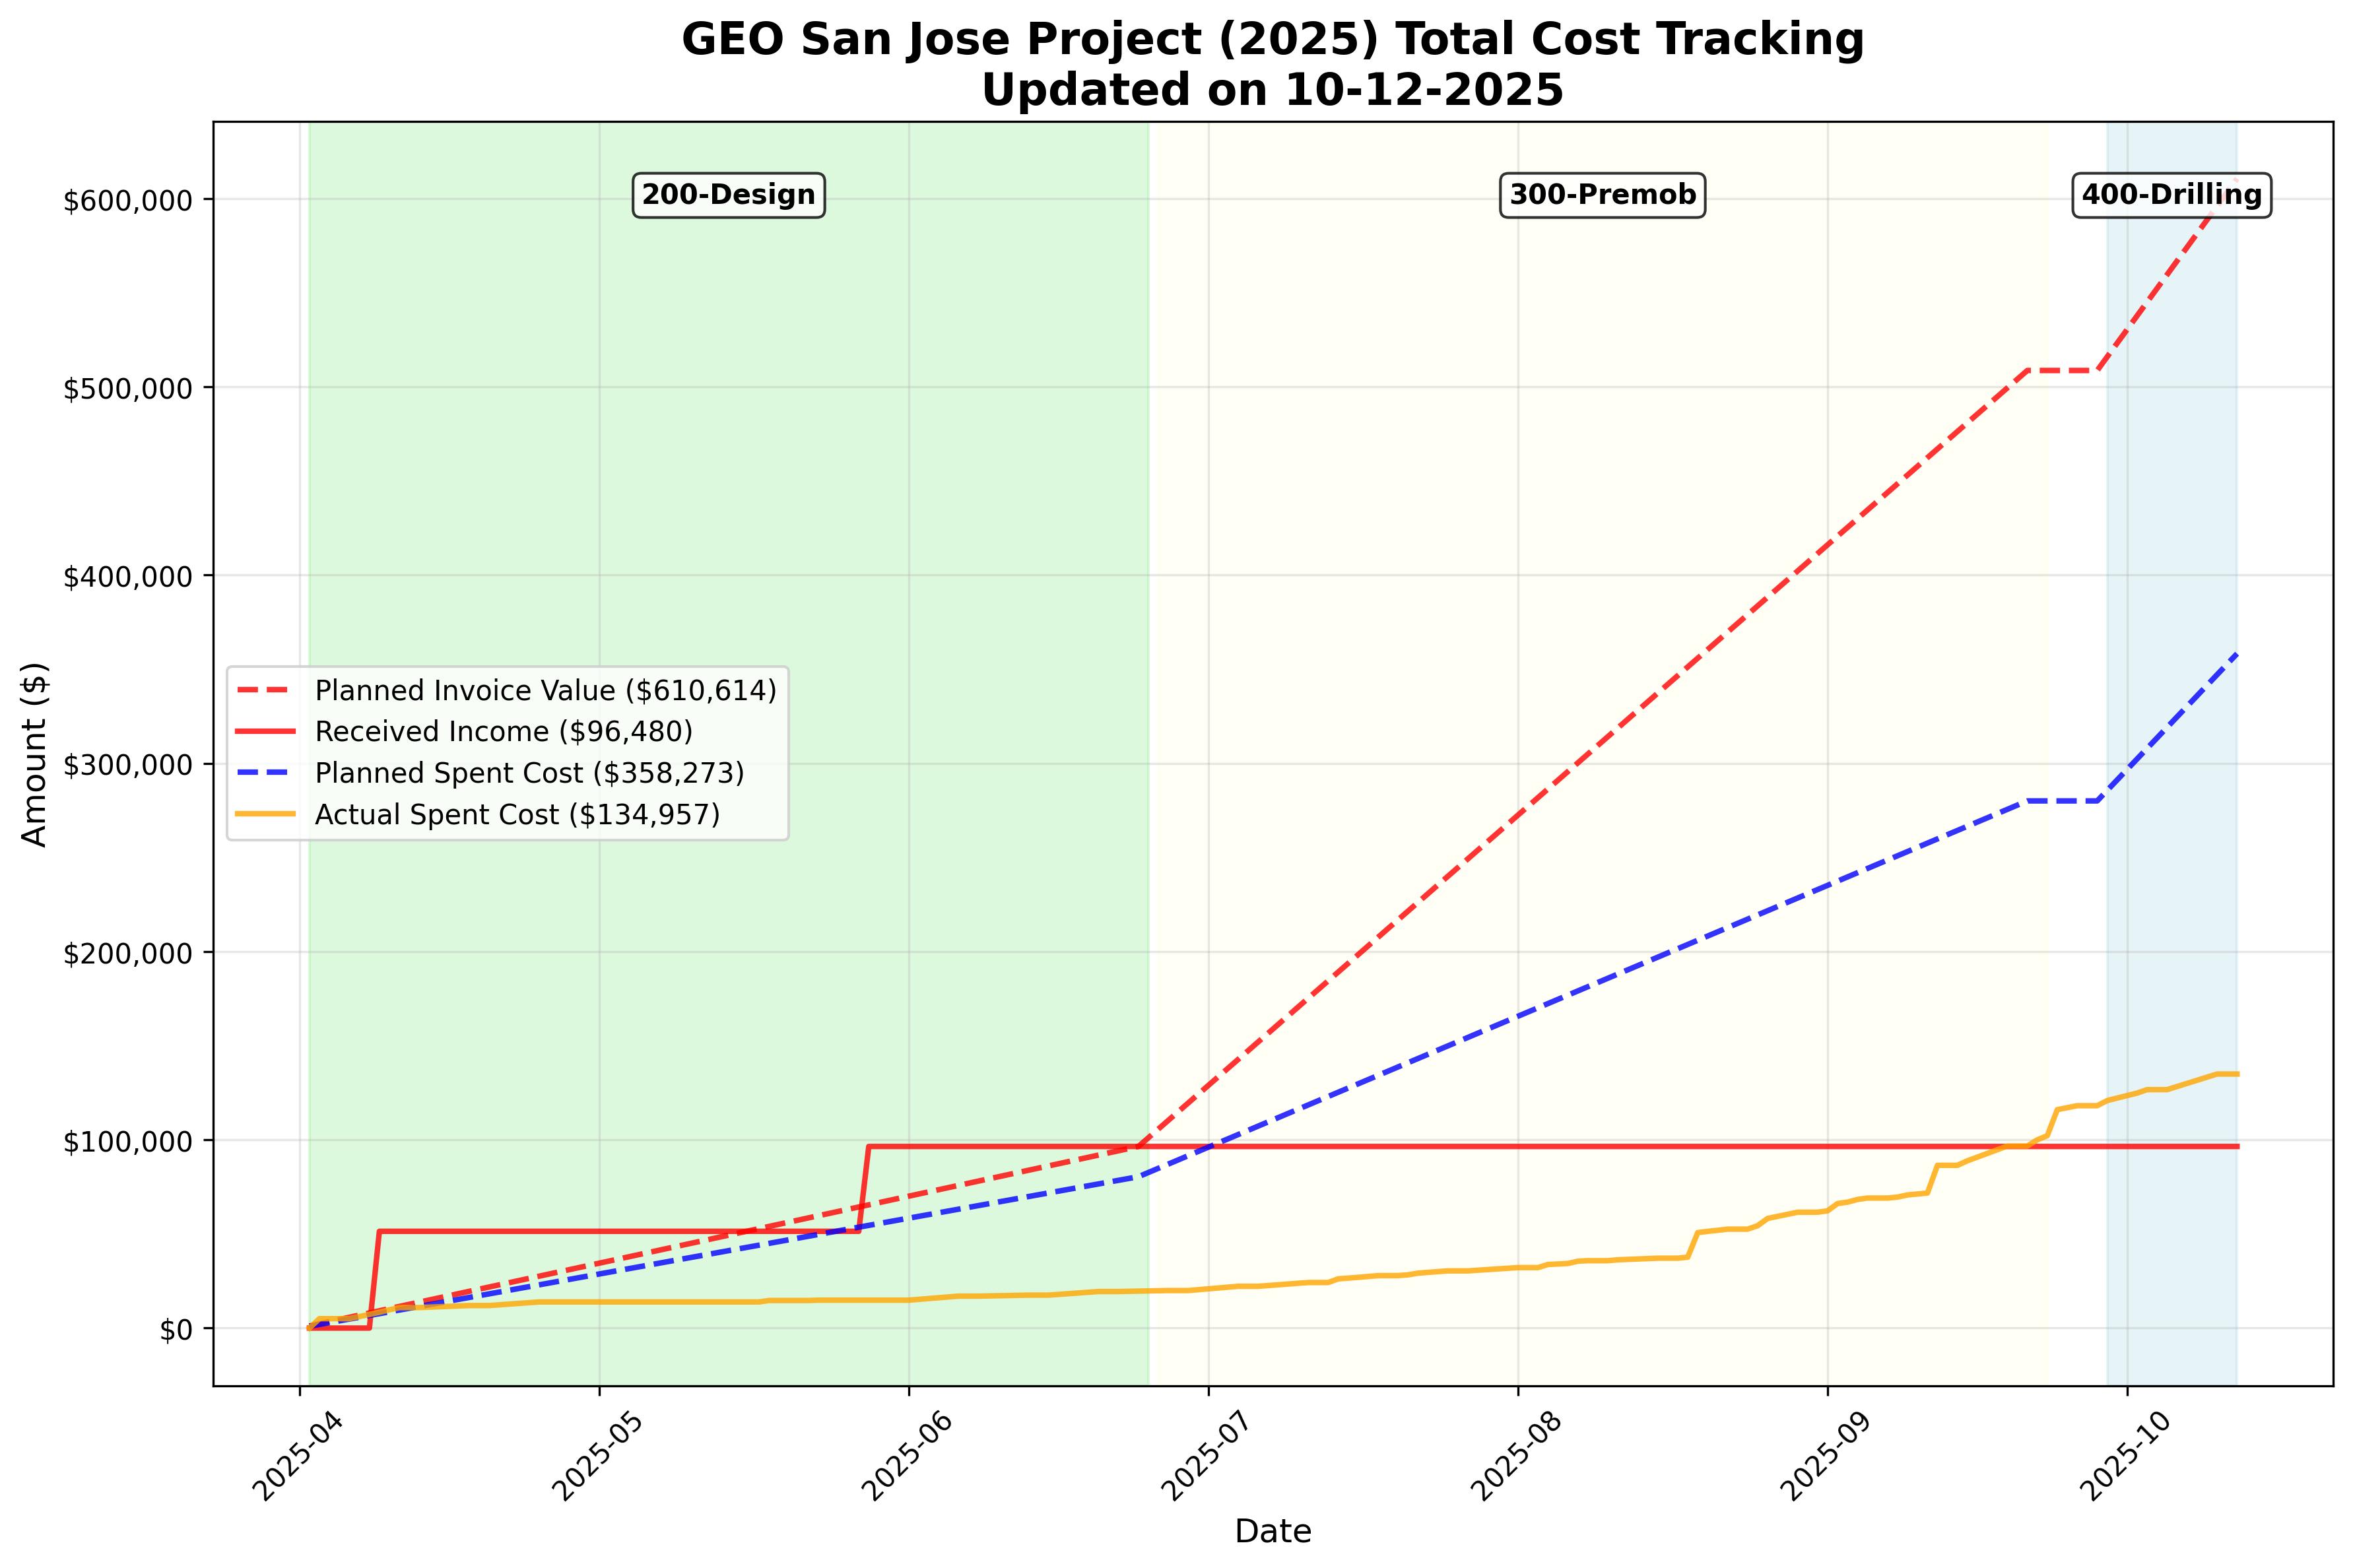 GEO San Jose Project (2025) Total Cost Tracking
Updated on 10-12-2025
200-Design
300-Premob
400-Drilling
$600,000
$500,000
$400,000
$300,000
$200,000
$100,000
$0
Amount ($)
Planned Invoice Value ($610,614)
Received Income ($96,480)
Planned Spent Cost ($358,273)
Actual Spent Cost ($134,957)
2025-04
2025-05
2025-06
2025-07
2025-08
2025-09
2025-10
Date